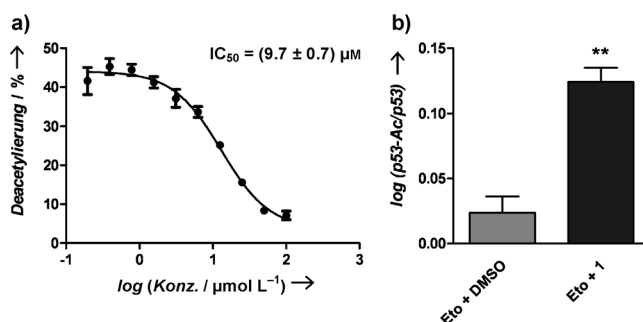 a)
Deacetylierung / % →
50
40
30
20
10
0
-1
0
1
2
3
log (Konz. / µmol L⁻¹) →
IC₅₀ = (9.7 ± 0.7) µM
b)
log (p53-Ac/p53) →
0.15
0.10
0.05
0.00
**
Eto + DMSO
Eto + 1